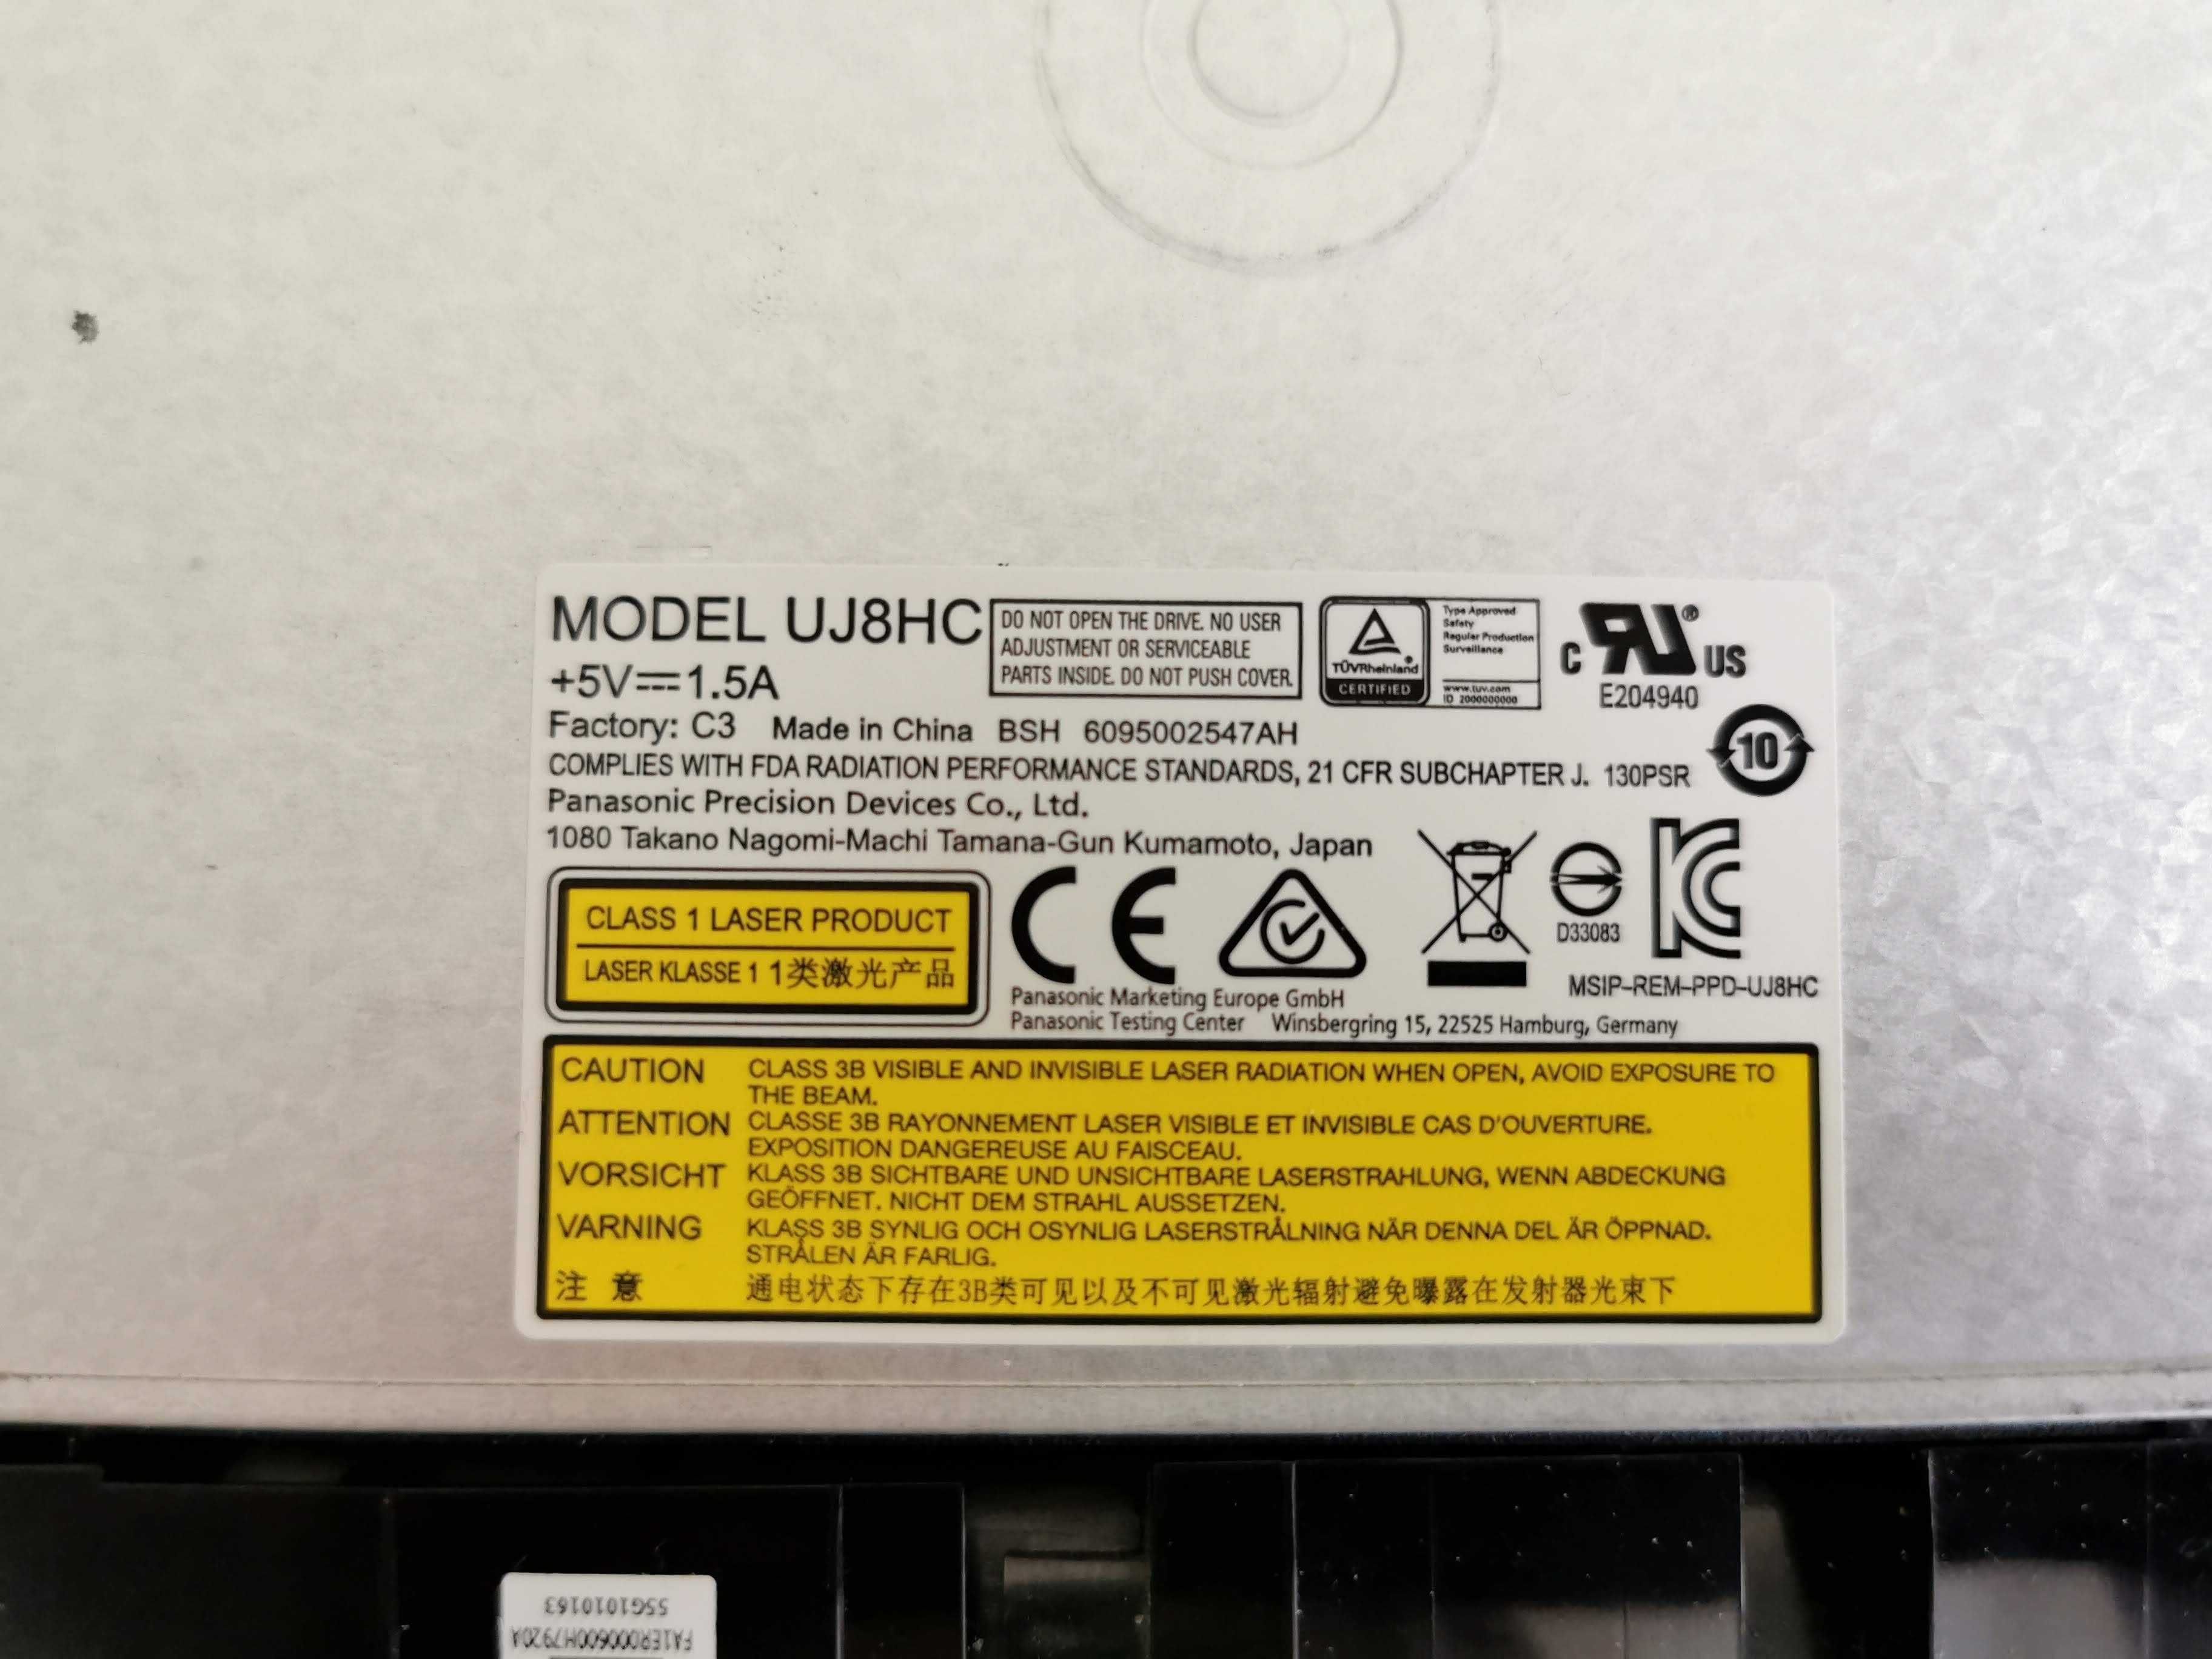 MODEL UJ8HC
+5V⎓1.5A
DO NOT OPEN THE DRIVE. NO USER
ADJUSTMENT OR SERVICEABLE
PARTS INSIDE. DO NOT PUSH COVER.
TÜVRheinland®
CERTIFIED
Type Approved
Safety
Regular Production
Surveillance
www.tuv.com
ID 2000000000
C RU® US
E204940
Factory: C3 Made in China BSH 6095002547AH
10
COMPLIES WITH FDA RADIATION PERFORMANCE STANDARDS, 21 CFR SUBCHAPTER J. 130PSR
Panasonic Precision Devices Co., Ltd.
1080 Takano Nagomi-Machi Tamana-Gun Kumamoto, Japan
CLASS 1 LASER PRODUCT
LASER KLASSE 1 1类激光产品
CE
D33083
KC
MSIP-REM-PPD-UJ8HC
Panasonic Marketing Europe GmbH
Panasonic Testing Center Winsbergring 15, 22525 Hamburg, Germany
CAUTION CLASS 3B VISIBLE AND INVISIBLE LASER RADIATION WHEN OPEN, AVOID EXPOSURE TO
THE BEAM.
ATTENTION CLASSE 3B RAYONNEMENT LASER VISIBLE ET INVISIBLE CAS D'OUVERTURE.
EXPOSITION DANGEREUSE AU FAISCEAU.
VORSICHT KLASS 3B SICHTBARE UND UNSICHTBARE LASERSTRAHLUNG, WENN ABDECKUNG
GEÖFFNET. NICHT DEM STRAHL AUSSETZEN.
VARNING KLASS 3B SYNLIG OCH OSYNLIG LASERSTRÅLNING NÄR DENNA DEL ÄR ÖPPNAD.
STRÅLEN ÄR FARLIG.
注 意 通电状态下存在3B类可见以及不可见激光辐射避免曝露在发射器光束下
FA1ER000600H7920A
55G1010163